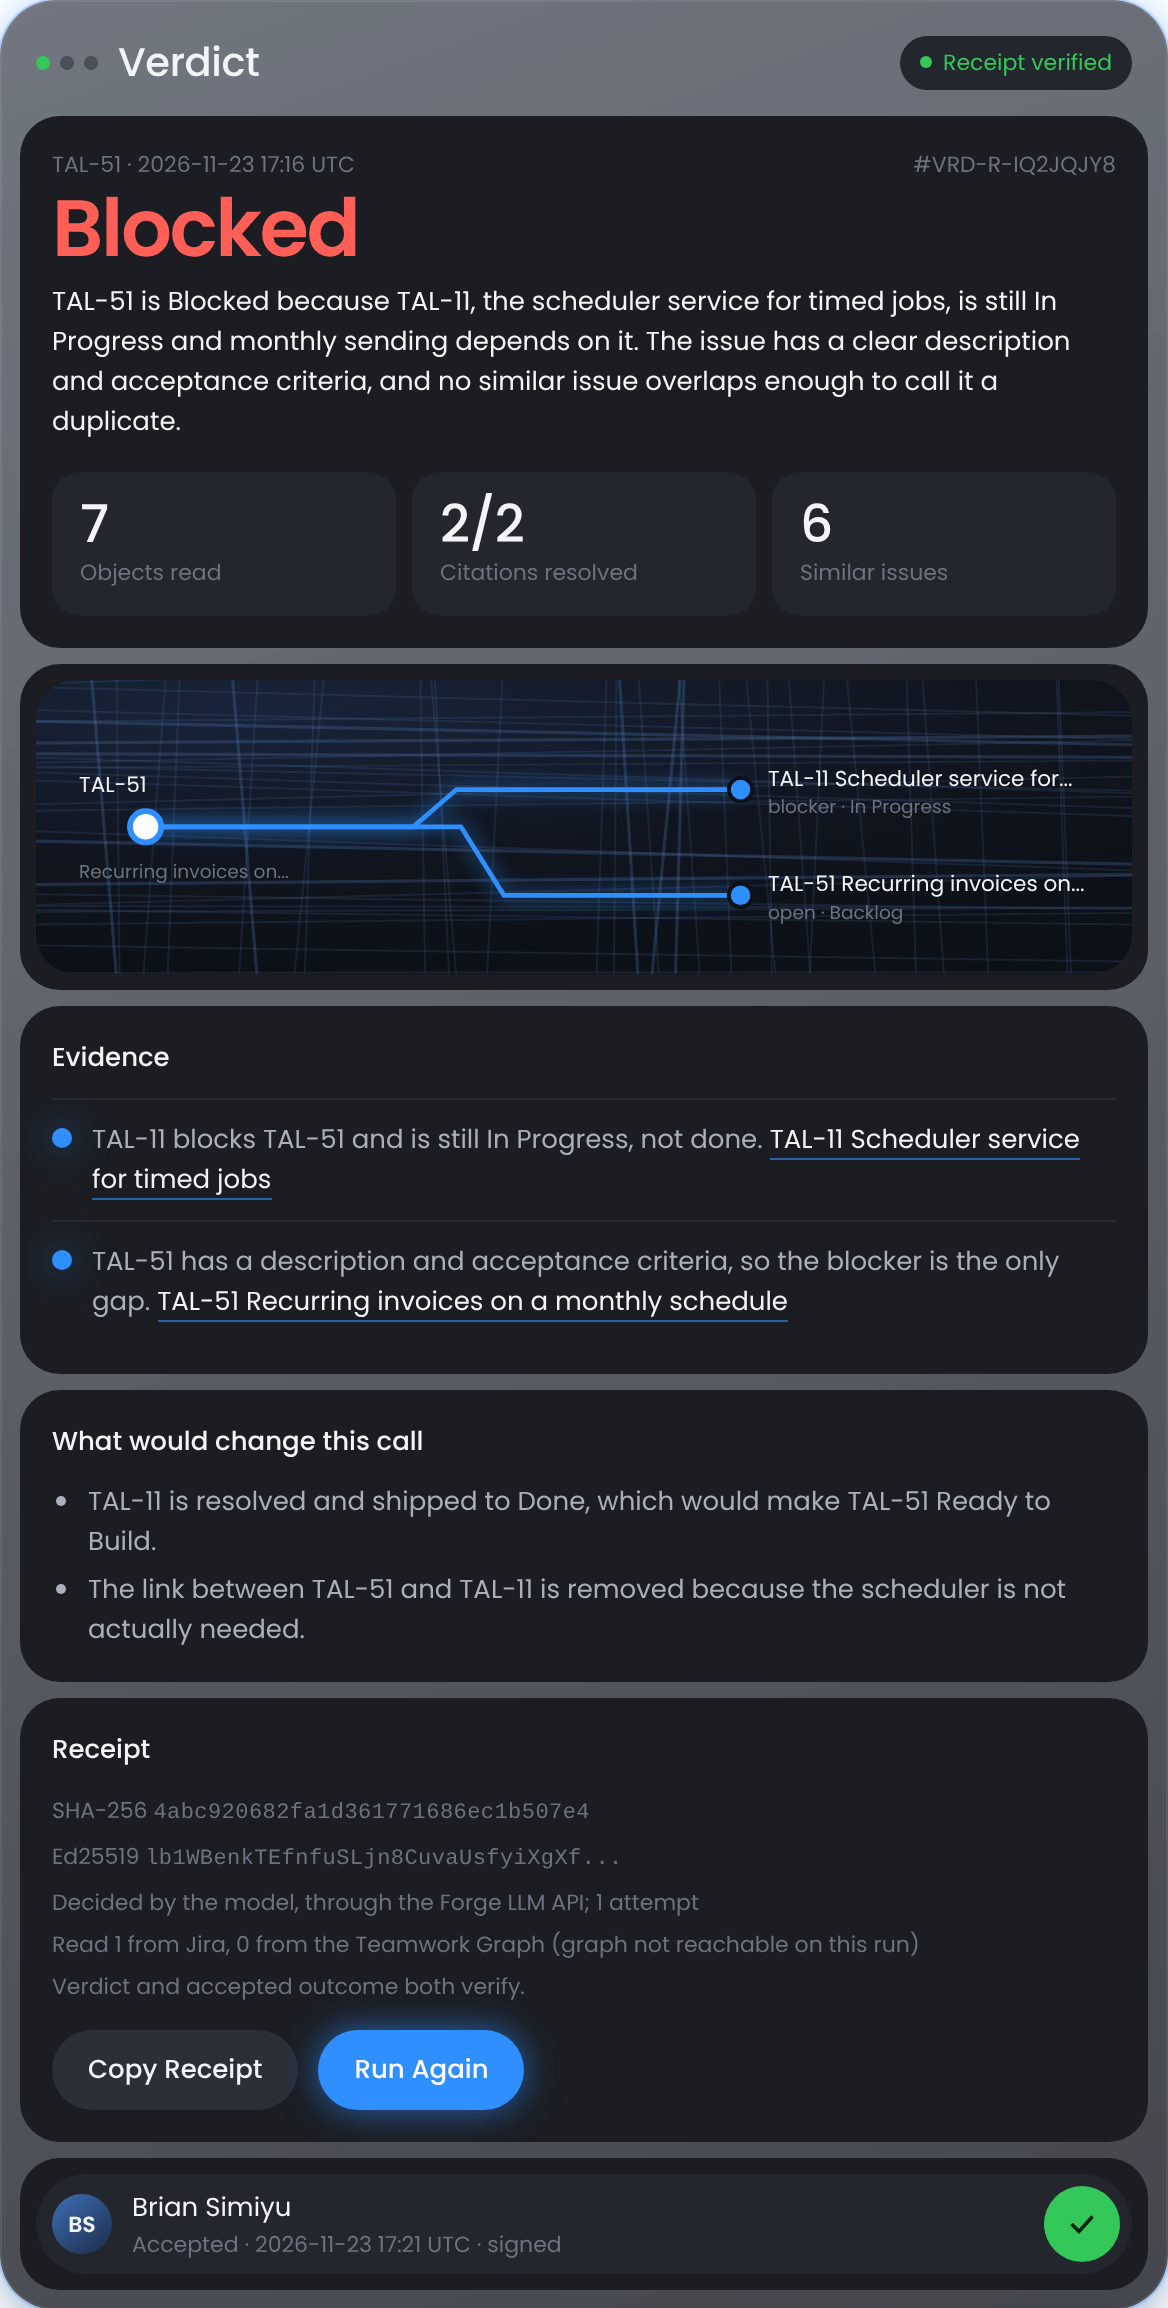 Verdict
Receipt verified
TAL-51 · 2026-11-23 17:16 UTC
#VRD-R-IQ2JQJY8
Blocked
TAL-51 is Blocked because TAL-11, the scheduler service for timed jobs, is still In
Progress and monthly sending depends on it. The issue has a clear description
and acceptance criteria, and no similar issue overlaps enough to call it a
duplicate.
7
Objects read
2/2
Citations resolved
6
Similar issues
TAL-51
Recurring invoices on...
TAL-11 Scheduler service for...
blocker · In Progress
TAL-51 Recurring invoices on...
open · Backlog
Evidence
TAL-11 blocks TAL-51 and is still In Progress, not done. TAL-11 Scheduler service
for timed jobs
TAL-51 has a description and acceptance criteria, so the blocker is the only
gap. TAL-51 Recurring invoices on a monthly schedule
What would change this call
• TAL-11 is resolved and shipped to Done, which would make TAL-51 Ready to
Build.
• The link between TAL-51 and TAL-11 is removed because the scheduler is not
actually needed.
Receipt
SHA-256 4abc920682fa1d361771686ec1b507e4
Ed25519 lb1WBenkTEfnfuSLjn8CuvaUsfyiXgXf...
Decided by the model, through the Forge LLM API; 1 attempt
Read 1 from Jira, 0 from the Teamwork Graph (graph not reachable on this run)
Verdict and accepted outcome both verify.
Copy Receipt
Run Again
BS
Brian Simiyu
Accepted · 2026-11-23 17:21 UTC · signed